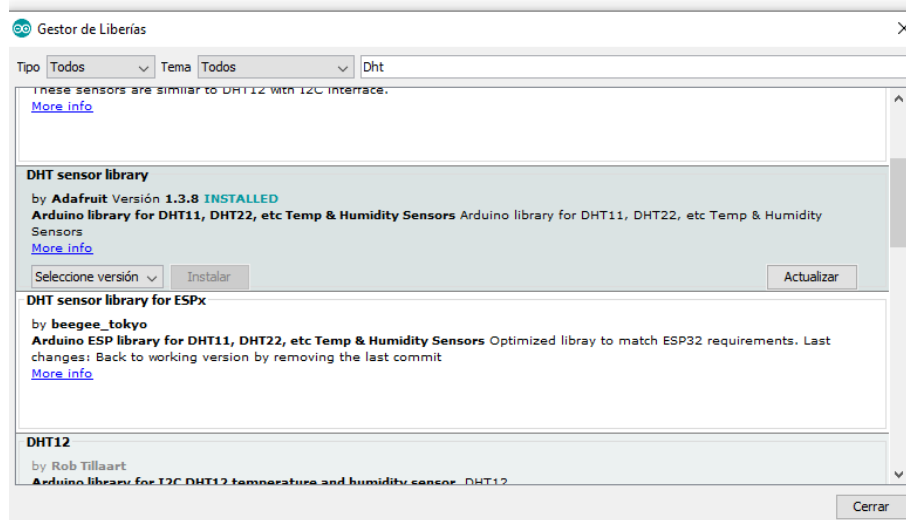 Gestor de Liberías
Tipo Todos Tema Todos Dht
These sensors are similar to DHT12 with I2C interface.
More info
DHT sensor library
by Adafruit Versión 1.3.8 INSTALLED
Arduino library for DHT11, DHT22, etc Temp & Humidity Sensors Arduino library for DHT11, DHT22, etc Temp & Humidity
Sensors
More info
Seleccione versión Instalar Actualizar
DHT sensor library for ESPx
by beegee_tokyo
Arduino ESP library for DHT11, DHT22, etc Temp & Humidity Sensors Optimized libray to match ESP32 requirements. Last
changes: Back to working version by removing the last commit
More info
DHT12
by Rob Tillaart
Arduino library for I2C DHT12 temperature and humidity sensor. DHT12
Cerrar